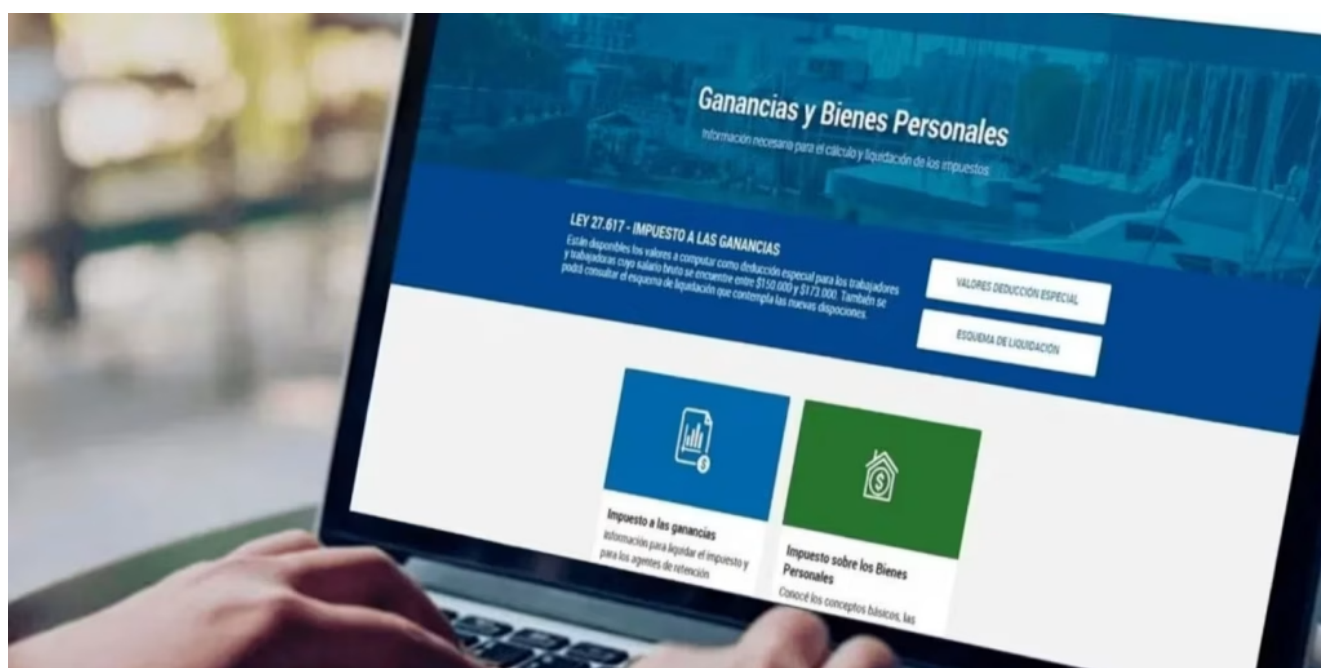 Ganancias y Bienes Personales
Información necesaria para el cálculo y liquidación de los impuestos
LEY 27.617 - IMPUESTO A LAS GANANCIAS
Están disponibles los valores a computar como deducción especial para los trabajadores
y trabajadoras cuyo salario bruto se encuentre entre $150.000 y $173.000. También se
podrá consultar el esquema de liquidación que contempla las nuevas dispociones.
VALORES DEDUCCIÓN ESPECIAL
ESQUEMA DE LIQUIDACIÓN
Impuesto a las ganancias
Información para liquidar el impuesto y
para los agentes de retención
Impuesto sobre los Bienes
Personales
Conocé los conceptos básicos, las